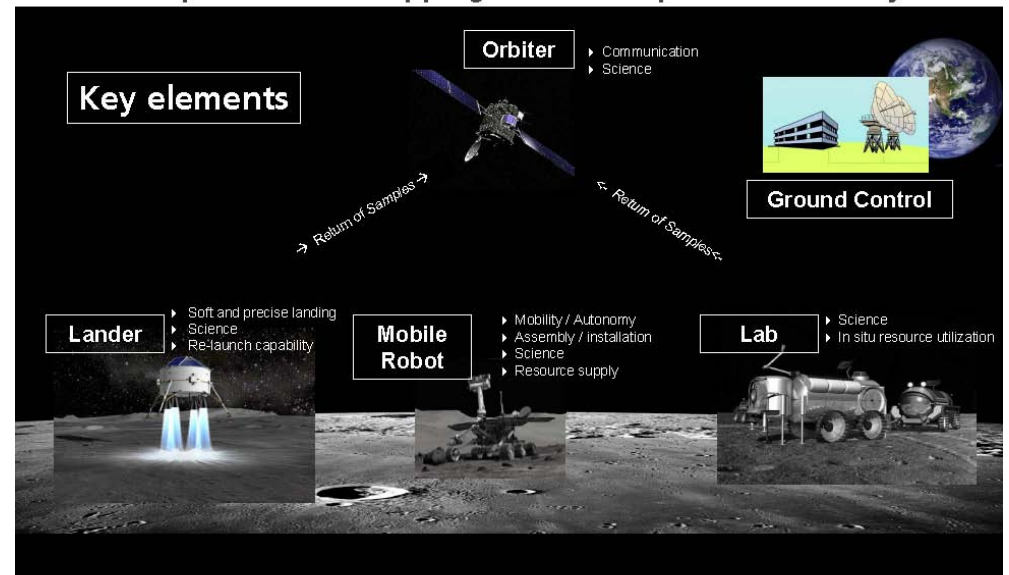 Key elements
Orbiter
Communication
Science
Ground Control
→ Return of Samples →
<- Return of Samples<-
Lander
Soft and precise landing
Science
Re-launch capability
Mobile
Robot
Mobility / Autonomy
Assembly / installation
Science
Resource supply
Lab
Science
In situ resource utilization